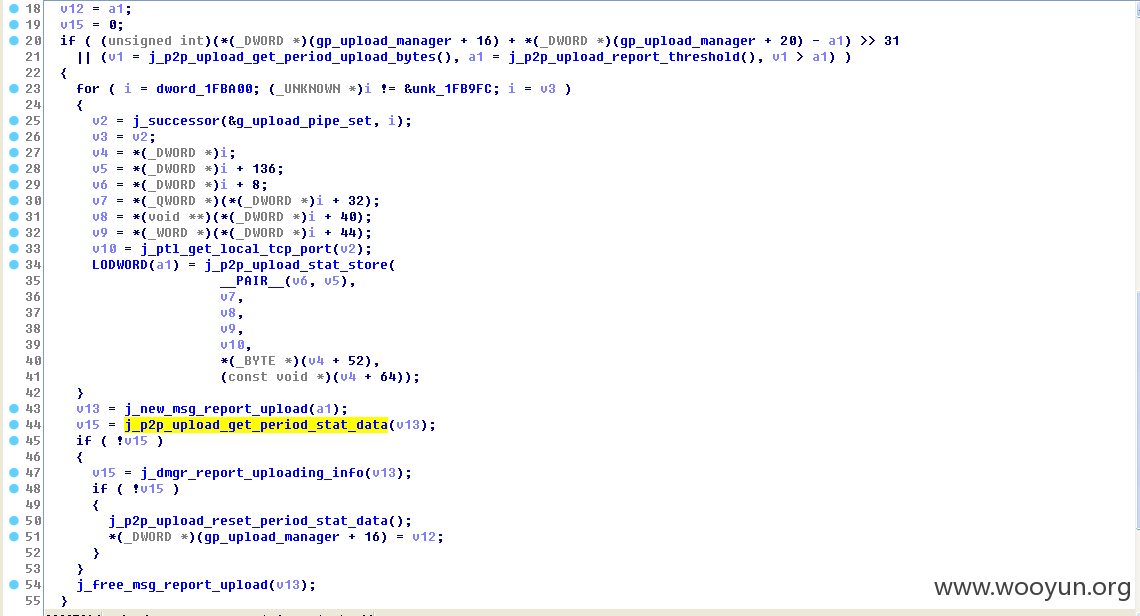 18 v12 = a1;
19 v15 = 0;
20 if ( (unsigned int)(*(_DWORD *)(gp_upload_manager + 16) + *(_DWORD *)(gp_upload_manager + 20) - a1) >> 31
21 || (v1 = j_p2p_upload_get_period_upload_bytes(), a1 = j_p2p_upload_report_threshold(), v1 > a1) )
22 {
23 for ( i = dword_1FBA00; (_UNKNOWN *)i != &unk_1FB9FC; i = v3 )
24 {
25 v2 = j_successor(&g_upload_pipe_set, i);
26 v3 = v2;
27 v4 = *(_DWORD *)i;
28 v5 = *(_DWORD *)i + 136;
29 v6 = *(_DWORD *)i + 8;
30 v7 = *(_QWORD *)(*(_DWORD *)i + 32);
31 v8 = *(void **)(*(_DWORD *)i + 40);
32 v9 = *(_WORD *)(*(_DWORD *)i + 44);
33 v10 = j_ptl_get_local_tcp_port(v2);
34 LODWORD(a1) = j_p2p_upload_stat_store(
35 __PAIR__(v6, v5),
36 v7,
37 v8,
38 v9,
39 v10,
40 *(_BYTE *)(v4 + 52),
41 (const void *)(v4 + 64));
42 }
43 v13 = j_new_msg_report_upload(a1);
44 v15 = j_p2p_upload_get_period_stat_data(v13);
45 if ( !v15 )
46 {
47 v15 = j_dmgr_report_uploading_info(v13);
48 if ( !v15 )
49 {
50 j_p2p_upload_reset_period_stat_data();
51 *(_DWORD *)(gp_upload_manager + 16) = v12;
52 }
53 }
54 j_free_msg_report_upload(v13);
55 }
www.wooyun.org